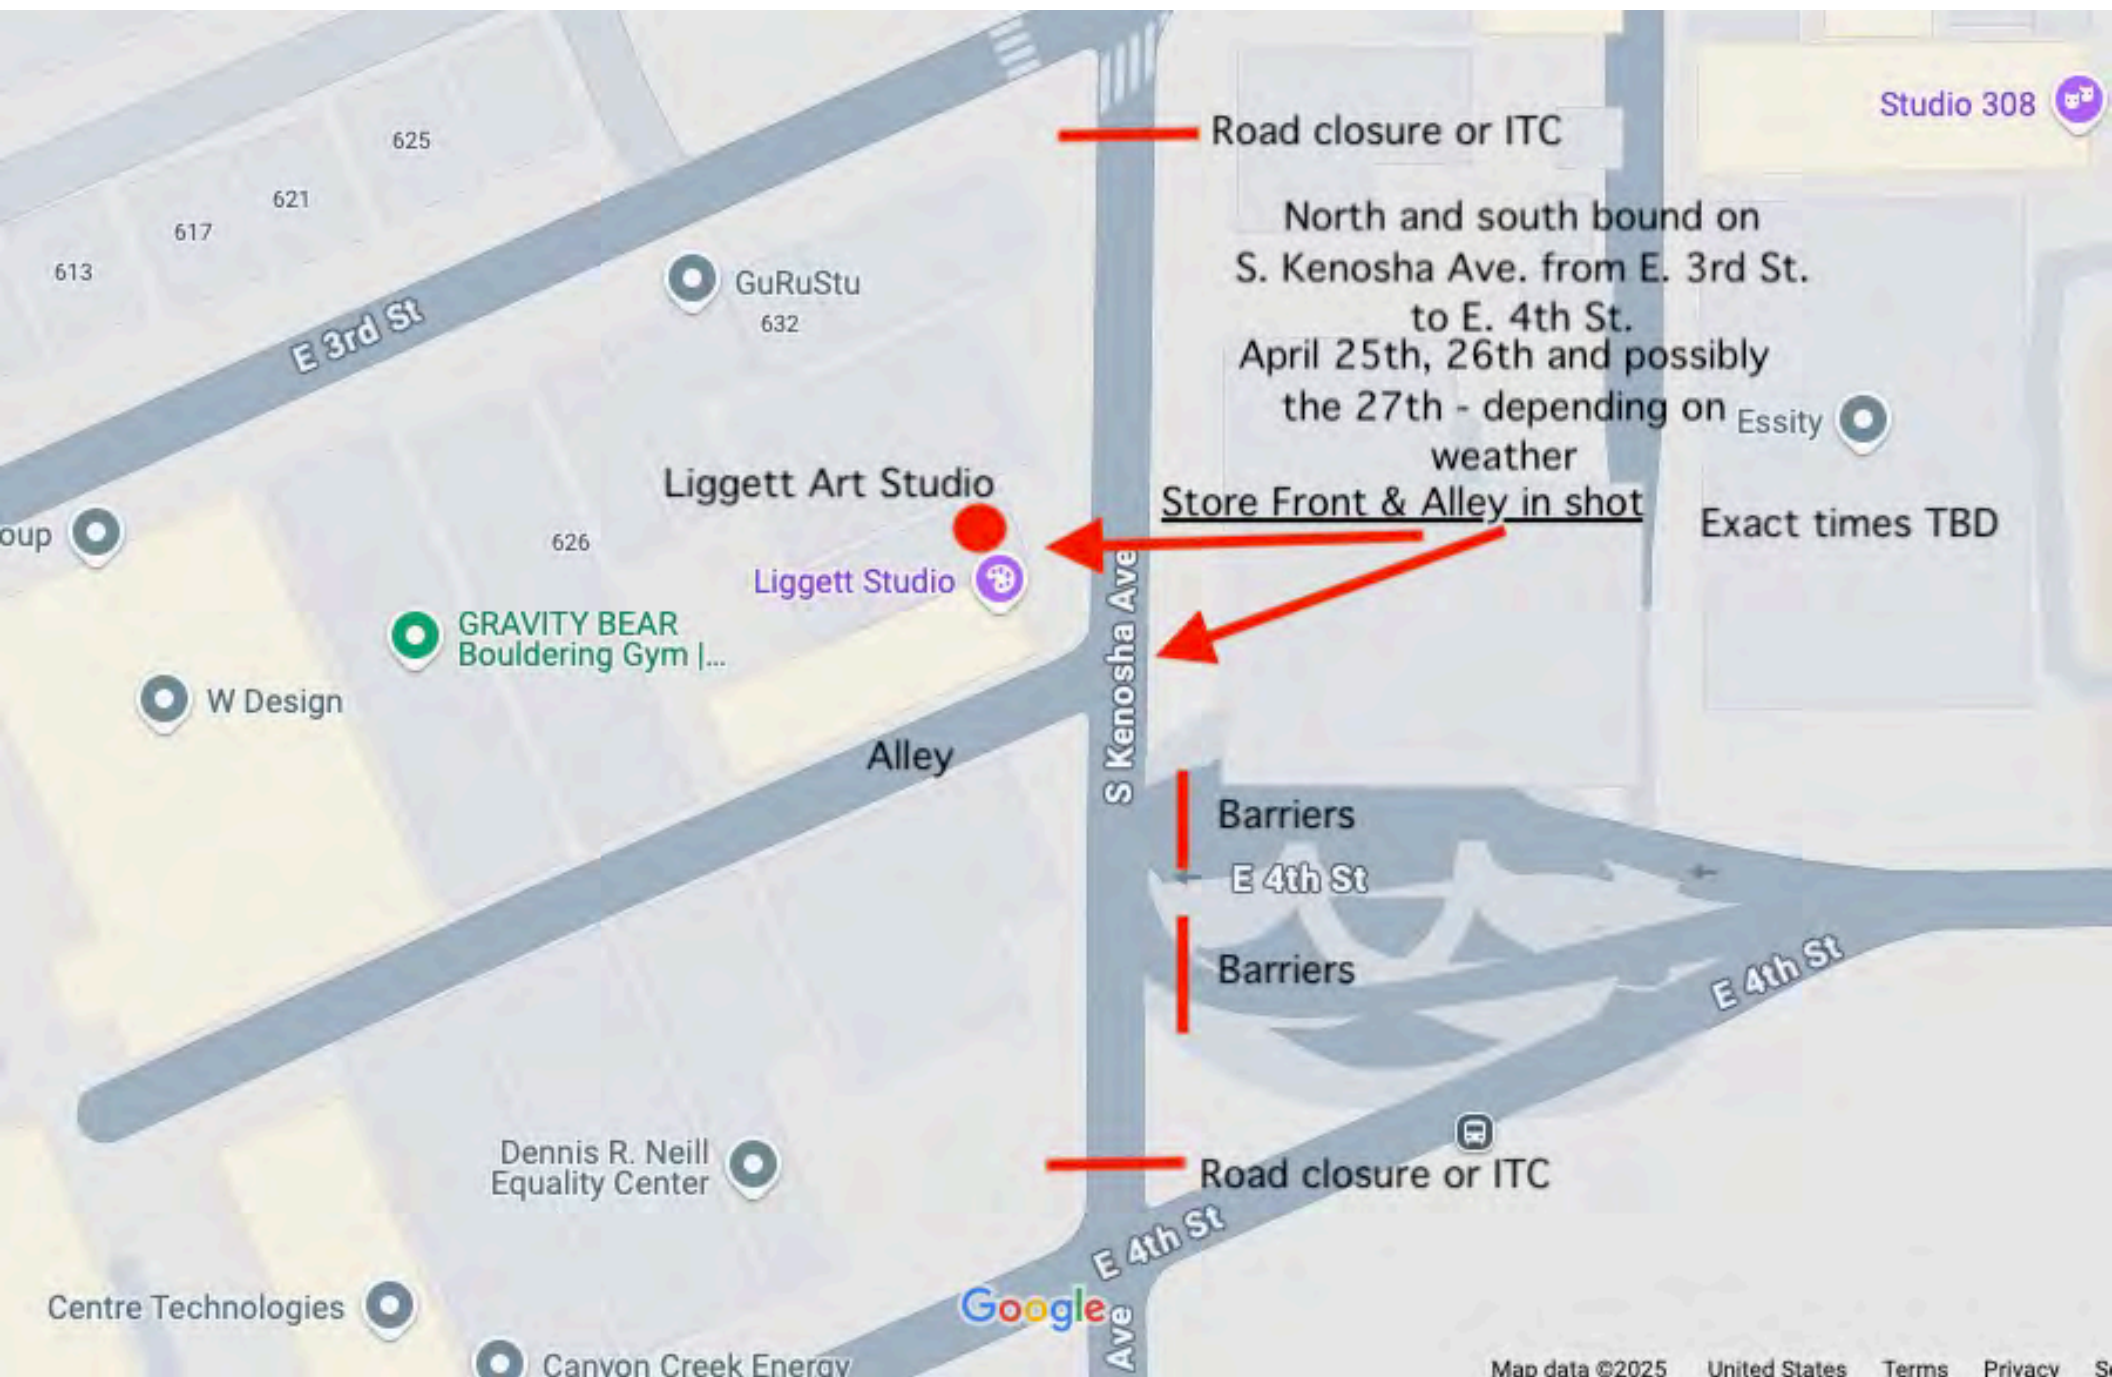 Studio 308
625
Road closure or ITC
621
617
613
North and south bound on
S. Kenosha Ave. from E. 3rd St.
to E. 4th St.
April 25th, 26th and possibly
the 27th - depending on
weather
GuRuStu
632
E 3rd St
Essity
Liggett Art Studio
Store Front & Alley in shot
Exact times TBD
oup
626
Liggett Studio
GRAVITY BEAR
Bouldering Gym |...
S Kenosha Ave
W Design
Alley
Barriers
E 4th St
Barriers
E 4th St
Dennis R. Neill
Equality Center
Road closure or ITC
E 4th St
Centre Technologies
Google
Ave
Canyon Creek Energy
Map data ©2025 United States Terms Privacy